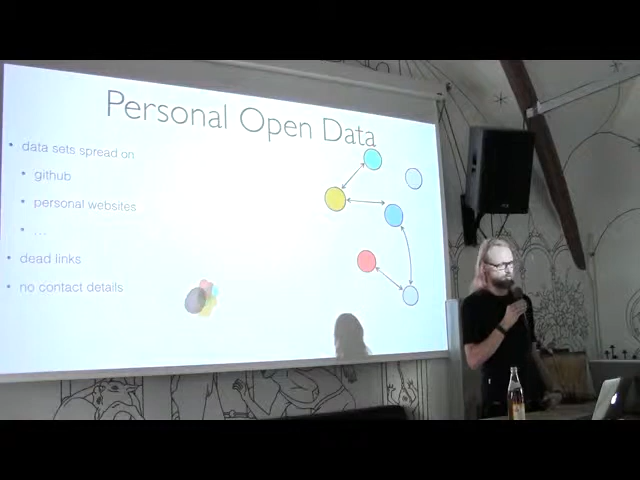 Personal Open Data
• data sets spread on
• github
• personal websites
• ...
• dead links
• no contact details